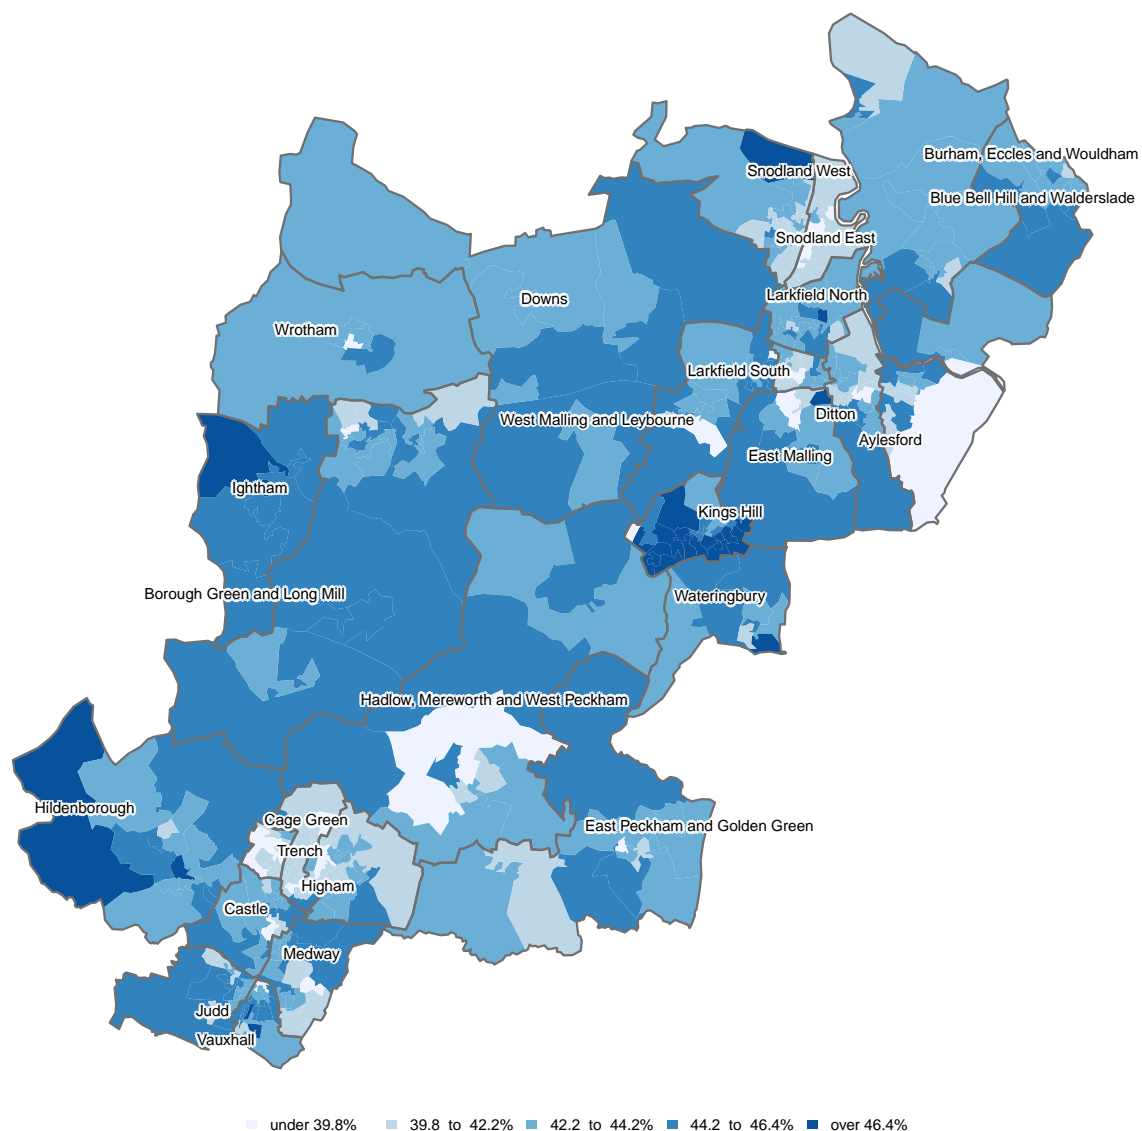 Burham, Eccles and Wouldham
Snodland West
Blue Bell Hill and Walderslade
Snodland East
Larkfield North
Downs
Wrotham
Larkfield South
Ditton
West Malling and Leybourne
Aylesford
East Malling
Ightham
Kings Hill
Borough Green and Long Mill
Wateringbury
Hadlow, Mereworth and West Peckham
Hildenborough
Cage Green
East Peckham and Golden Green
Trench
Higham
Castle
Medway
Judd
Vauxhall
under 39.8% 39.8 to 42.2% 42.2 to 44.2% 44.2 to 46.4% over 46.4%